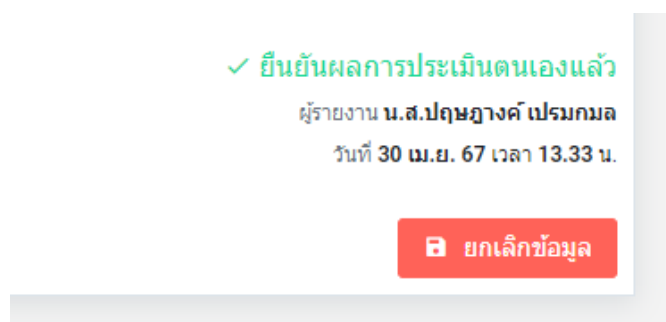 ✓ ยืนยันผลการประเมินตนเองแล้ว
ผู้รายงาน น.ส.ปฤษฎางค์ เปรมกมล
วันที่ 30 เม.ย. 67 เวลา 13.33 น.
ยกเลิกข้อมูล